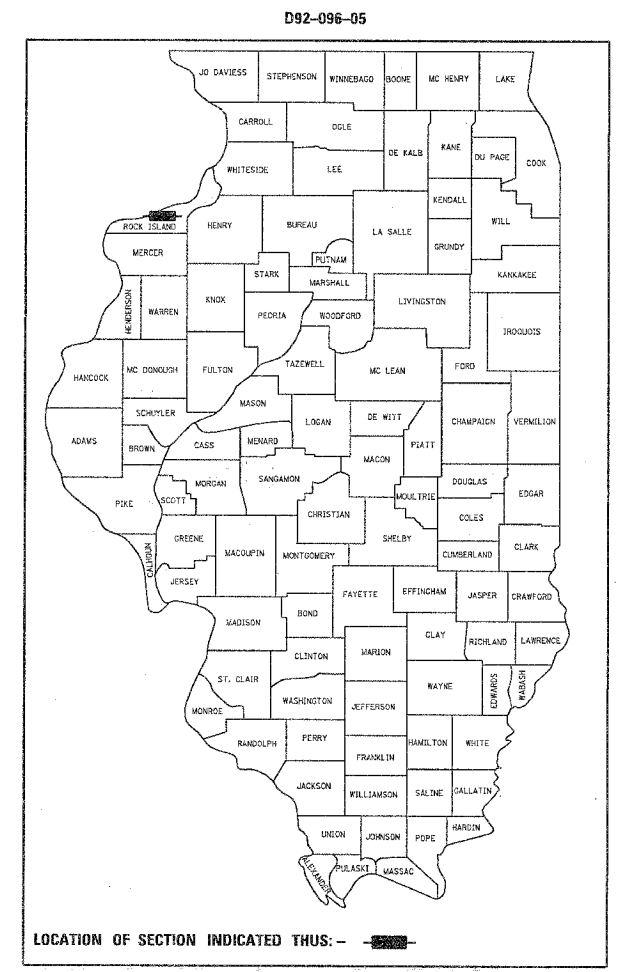 D92-096-05
JO DAVIESS STEPHENSON WINNEBAGO BOONE MC HENRY LAKE
CARROLL OGLE DE KALB KANE DU PAGE COOK
WHITESIDE LEE
KENDALL
ROCK ISLAND HENRY BUREAU LA SALLE GRUNDY WILL
MERCER PUTNAM
STARK MARSHALL KANKAKEE
HENDERSON WARREN KNOX PEORIA WOODFORD LIVINGSTON IROQUOIS
HANCOCK MC DONOUGH FULTON TAZEWELL MC LEAN FORD
MASON
SCHUYLER LOGAN DE WITT CHAMPAIGN VERMILION
ADAMS BROWN CASS MENARD MACON PIATT
SANGAMON DOUGLAS
PIKE SCOTT MORGAN CHRISTIAN MOULTRIE COLES EDGAR
GREENE MACOUPIN MONTGOMERY SHELBY CUMBERLAND CLARK
CALHOUN JERSEY
FAYETTE EFFINGHAM JASPER CRAWFORD
MADISON BOND
CLAY RICHLAND LAWRENCE
CLINTON MARION
ST. CLAIR WAYNE EDWARDS WABASH
WASHINGTON JEFFERSON
MONROE
RANDOLPH PERRY HAMILTON WHITE
FRANKLIN
JACKSON WILLIAMSON SALINE GALLATIN
UNION JOHNSON POPE HARDIN
ALEXANDER PULASKI MASSAC
LOCATION OF SECTION INDICATED THUS: -